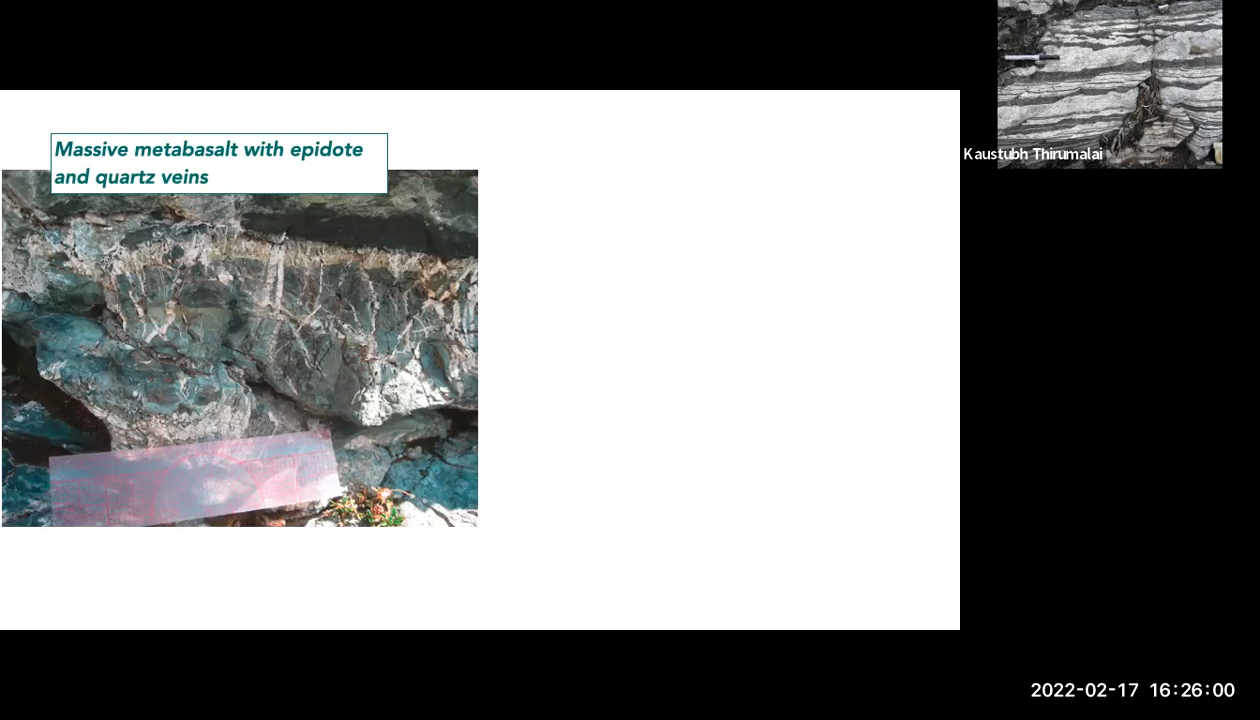 Massive metabasalt with epidote
and quartz veins
Kaustubh Thirumalai
2022-02-17 16:26:00